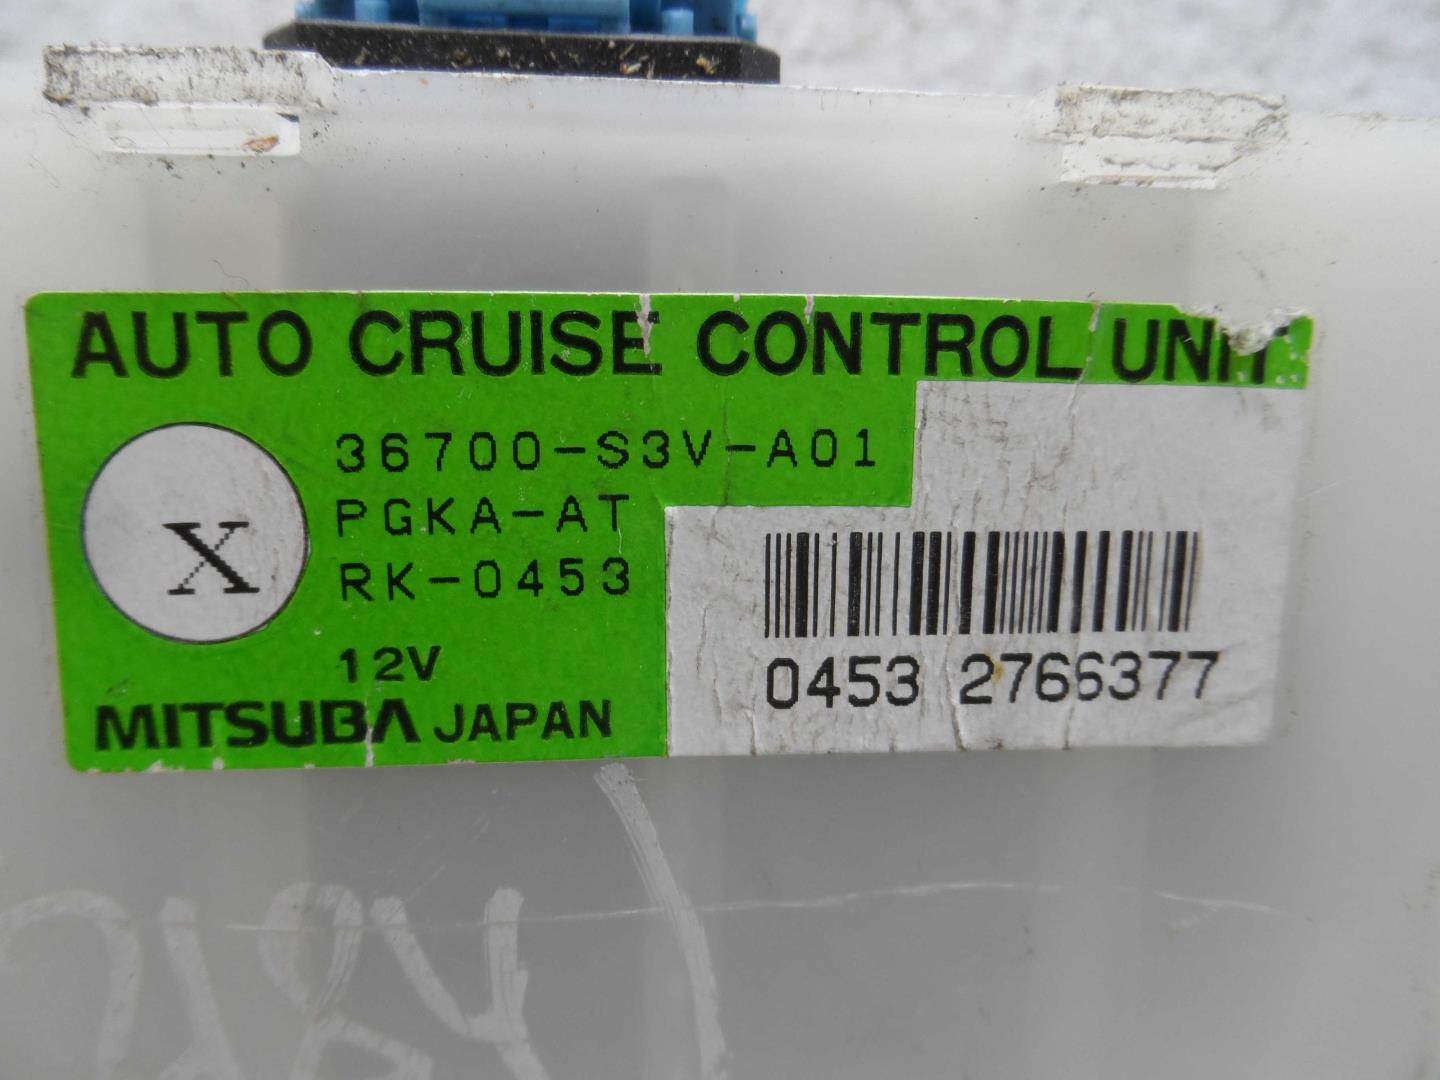 AUTO CRUISE CONTROL UNIT
36700-S3V-A01
PGKA-AT
X
RK-0453
12V
MITSUBA JAPAN
0453 2766377